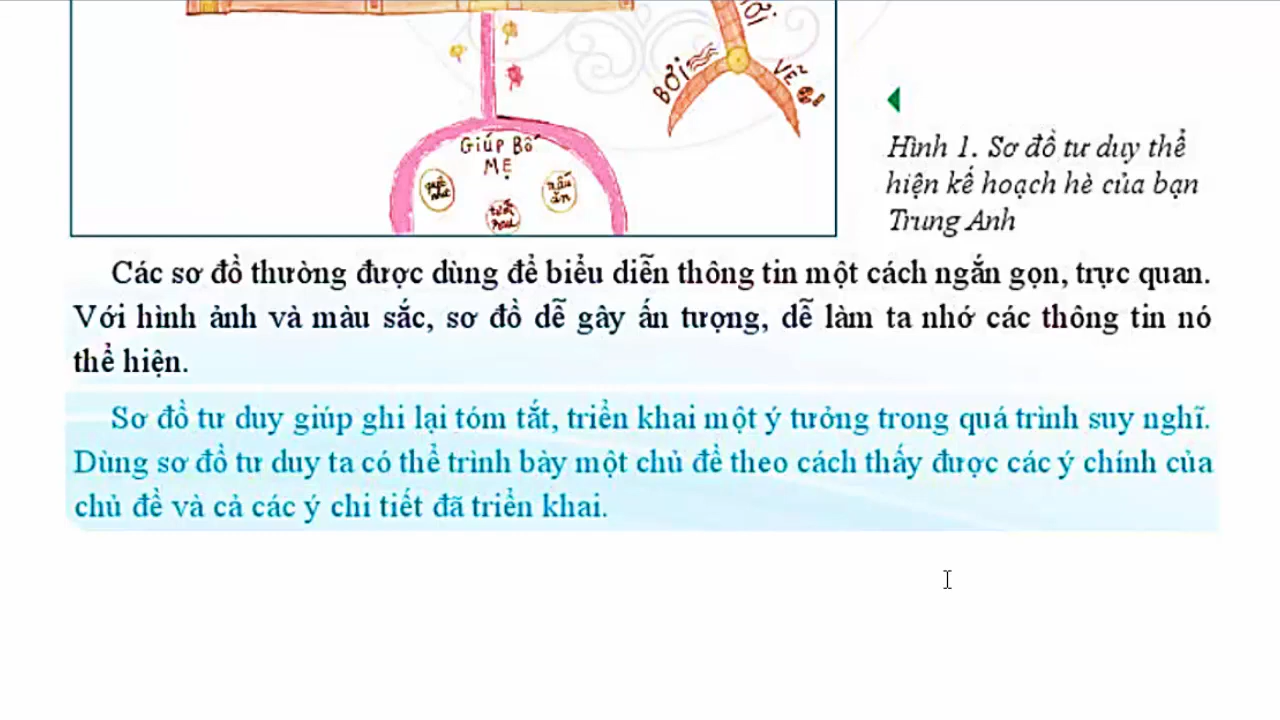 ơi
BƠi
VẼ
GIÚP BỐ
MẸ
nấu
ăn
Hình 1. Sơ đồ tư duy thể
hiện kế hoạch hè của bạn
Trung Anh
Các sơ đồ thường được dùng để biểu diễn thông tin một cách ngắn gọn, trực quan.
Với hình ảnh và màu sắc, sơ đồ dễ gây ấn tượng, dễ làm ta nhớ các thông tin nó
thể hiện.
Sơ đồ tư duy giúp ghi lại tóm tắt, triển khai một ý tưởng trong quá trình suy nghĩ.
Dùng sơ đồ tư duy ta có thể trình bày một chủ đề theo cách thấy được các ý chính của
chủ đề và cả các ý chi tiết đã triển khai.